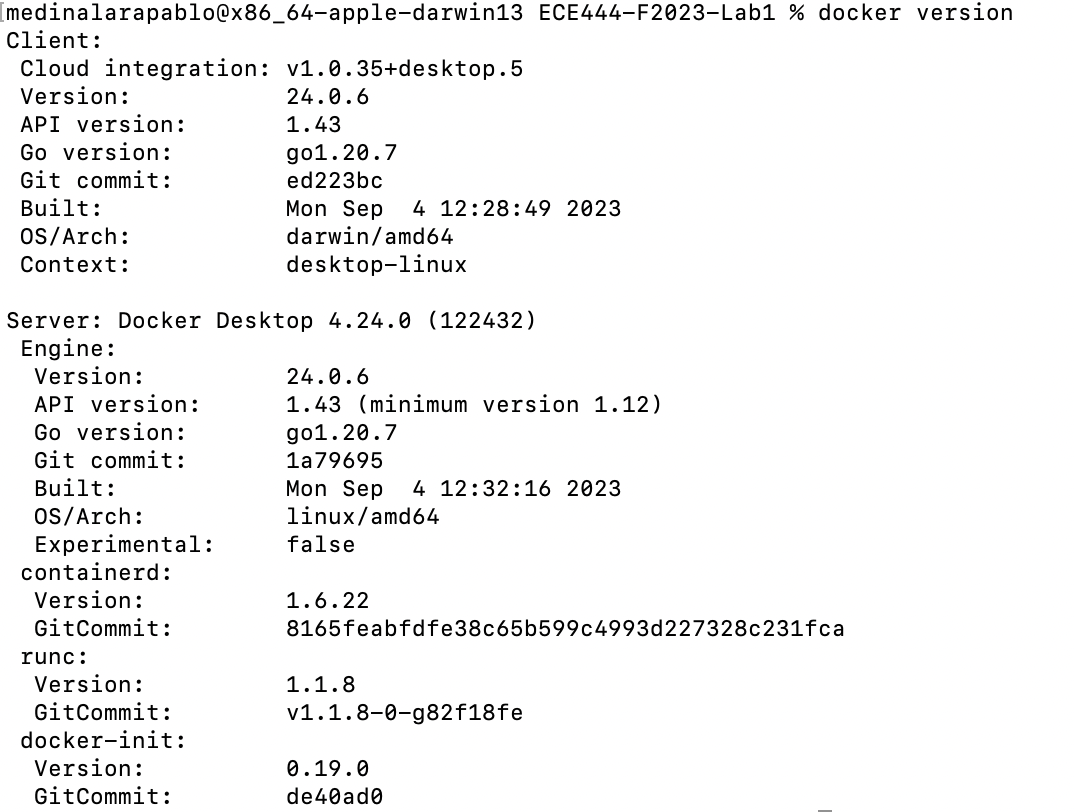 medinalarapablo@x86_64-apple-darwin13 ECE444-F2023-Lab1 % docker version
Client:
 Cloud integration: v1.0.35+desktop.5
 Version:           24.0.6
 API version:       1.43
 Go version:        go1.20.7
 Git commit:        ed223bc
 Built:             Mon Sep  4 12:28:49 2023
 OS/Arch:           darwin/amd64
 Context:           desktop-linux

Server: Docker Desktop 4.24.0 (122432)
 Engine:
  Version:          24.0.6
  API version:      1.43 (minimum version 1.12)
  Go version:       go1.20.7
  Git commit:       1a79695
  Built:            Mon Sep  4 12:32:16 2023
  OS/Arch:          linux/amd64
  Experimental:     false
 containerd:
  Version:          1.6.22
  GitCommit:        8165feabfdfe38c65b599c4993d227328c231fca
 runc:
  Version:          1.1.8
  GitCommit:        v1.1.8-0-g82f18fe
 docker-init:
  Version:          0.19.0
  GitCommit:        de40ad0